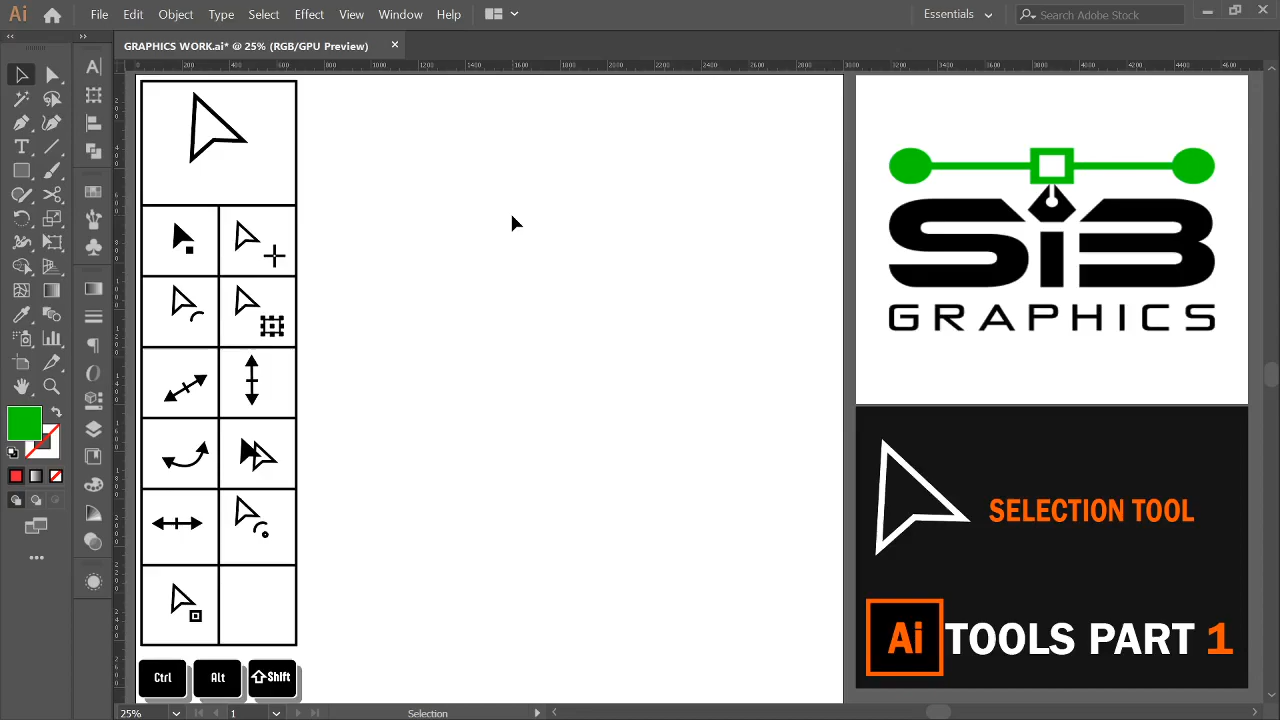 Ai File Edit Object Type Select Effect View Window Help Essentials Search Adobe Stock
GRAPHICS WORK.ai* @ 25% (RGB/GPU Preview)
SiB
GRAPHICS
SELECTION TOOL
Ai TOOLS PART 1
Ctrl Alt Shift
25% 1 Selection